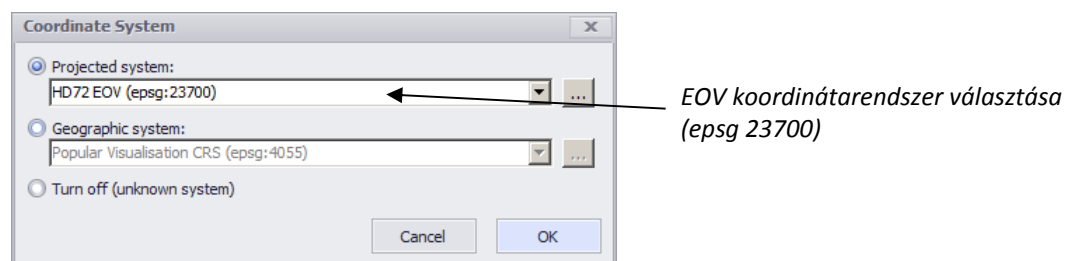 Coordinate System
Projected system:
HD72 EOV (epsg:23700)
...
EOV koordinátarendszer választása
(epsg 23700)
Geographic system:
Popular Visualisation CRS (epsg:4055)
...
Turn off (unknown system)
Cancel
OK